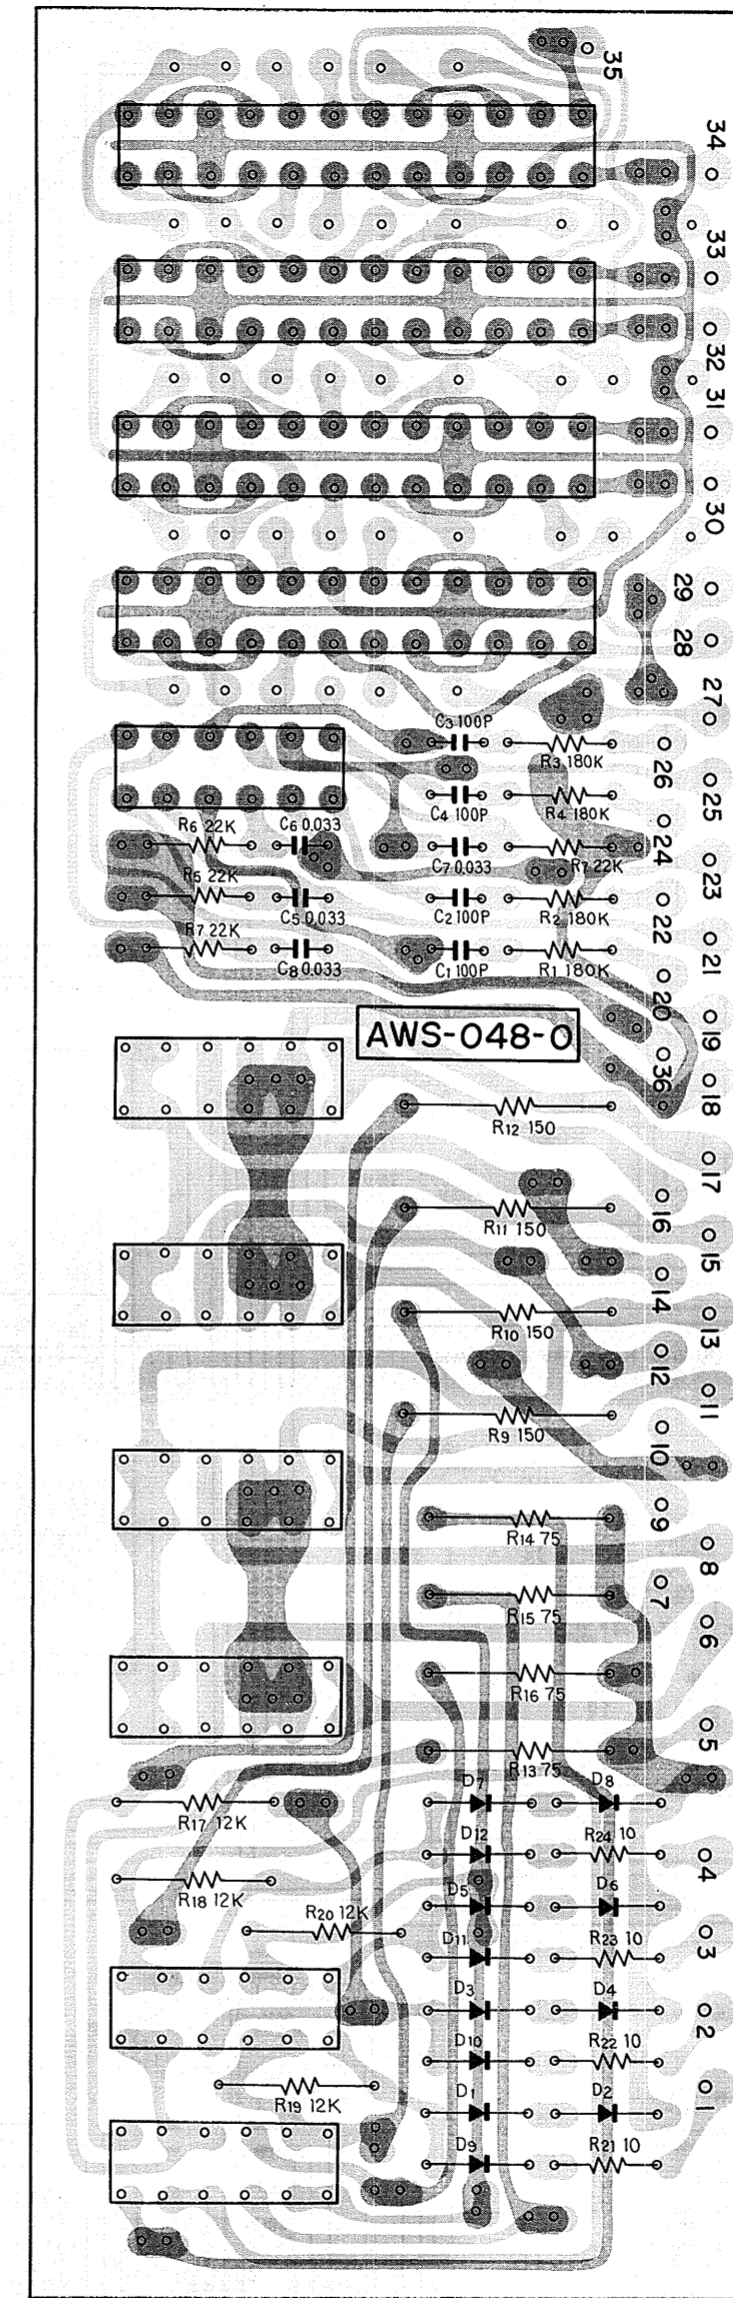 35
34
33
32
31
30
29
28
27
C3 100P
R3 180K
26
25
C4 100P
R4 180K
R6 22K
C6 0.033
C7 0.033
R7 22K
24
23
R5 22K
C5 0.033
C2 100P
R2 180K
22
R7 22K
C8 0.033
C1 100P
R1 180K
21
20
19
AWS-048-0
36
18
R12 150
17
16
R11 150
15
14
R10 150
13
12
11
R9 150
10
9
R14 75
8
7
R15 75
6
R16 75
5
R13 75
D7
D8
R17 12K
D12
R24 10
4
R18 12K
D5
D6
R20 12K
D11
R23 10
3
D3
D4
2
D10
R22 10
R19 12K
D1
D2
1
D9
R21 10